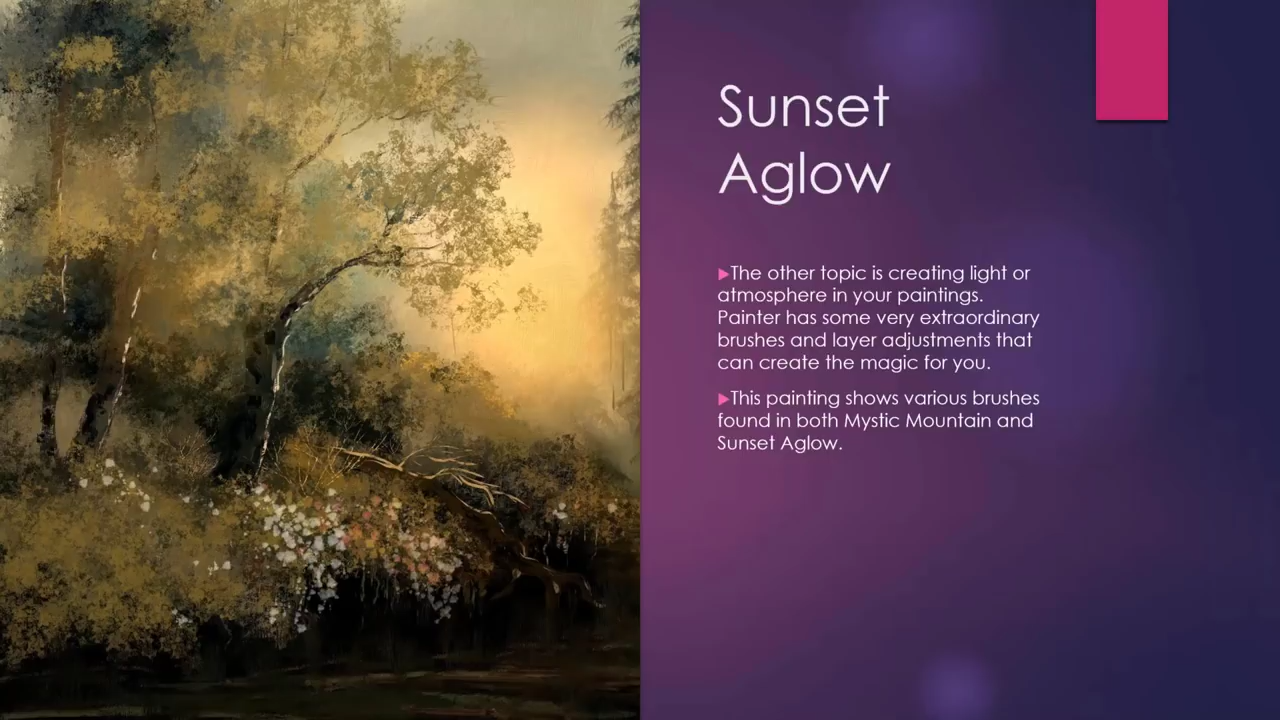 Sunset
Aglow
▶The other topic is creating light or
atmosphere in your paintings.
Painter has some very extraordinary
brushes and layer adjustments that
can create the magic for you.
▶This painting shows various brushes
found in both Mystic Mountain and
Sunset Aglow.